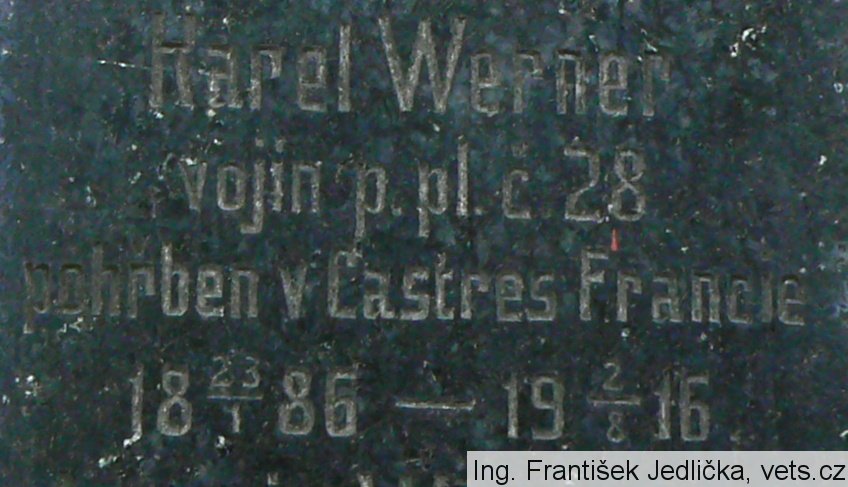 Karel Werner
vojín p. pl. č. 28
pohřben v Castres Francie
18 23/1 86 — 19 2/8 16
Ing. František Jedlička, vets.cz